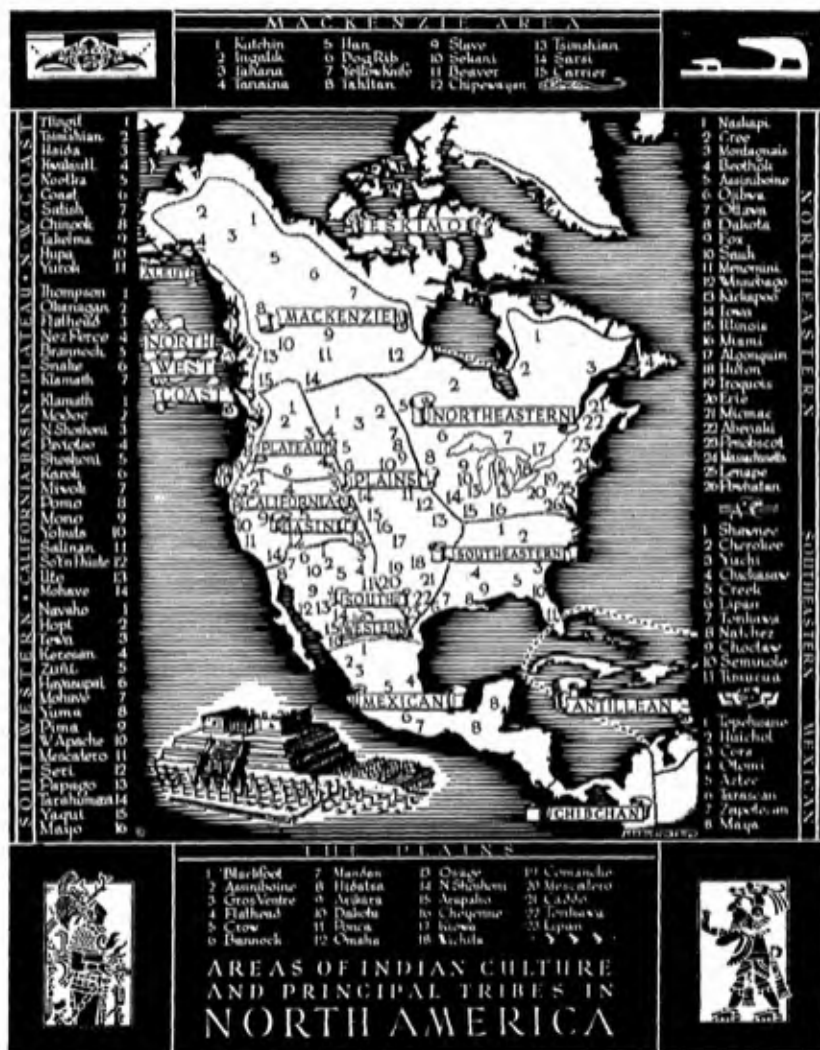 MACKENZIE AREA
1 Kutchin
2 Ingalik
3 Tahana
4 Tanaina
5 Han
6 Dog Rib
7 Yellowknife
8 Tahltan
9 Slave
10 Sekani
11 Beaver
12 Chipewayan
13 Tsimshian
14 Sarsi
15 Carrier
SOUTHWESTERN • CALIFORNIA-BASIN • PLATEAU • N·W·COAST
Tlingit 1
Tsimshian 2
Haida 3
Kwakiutl 4
Nootka 5
Coast 6
Salish 7
Chinook 8
Takelma 9
Hupa 10
Yurok 11
Thompson 1
Okanagan 2
Flathead 3
Nez Perce 4
Brannock 5
Snake 6
Klamath 7
Klamath 1
Modoc 2
N.Shoshoni 3
Paviotso 4
Shoshoni 5
Karok 6
Miwok 7
Pomo 8
Mono 9
Yokuts 10
Salinan 11
So'rn Piute 12
Ute 13
Mohave 14
Navaho 1
Hopi 2
Tewa 3
Keresan 4
Zuñi 5
Havasupai 6
Mohave 7
Yuma 8
Pima 9
W.Apache 10
Mescalero 11
Seri 12
Papago 13
Tarahumara 14
Yaqui 15
Mayo 16
ESKIMO
ALEUT
MACKENZIE
NORTH
WEST
COAST
NORTHEASTERN
PLATEAU
PLAINS
CALIFORNIA
BASIN
SOUTHEASTERN
SOUTH
WESTERN
MEXICAN
ANTILLEAN
CHIBCHAN
NORTHEASTERN
1 Naskapi
2 Cree
3 Montagnais
4 Beothuk
5 Assiniboine
6 Ojibwa
7 Ottawa
8 Dakota
9 Fox
10 Sauk
11 Menomini
12 Winnebago
13 Kickapoo
14 Iowa
15 Illinois
16 Miami
17 Algonquin
18 Huron
19 Iroquois
20 Erie
21 Micmac
22 Abenaki
23 Penobscot
24 Massachusetts
25 Lenape
26 Powhatan
SOUTHEASTERN
1 Shawnee
2 Cherokee
3 Yuchi
4 Chickasaw
5 Creek
6 Lipan
7 Tonkawa
8 Natchez
9 Choctaw
10 Seminole
11 Timucua
MEXICAN
1 Tepehuano
2 Huichol
3 Cora
4 Otomi
5 Aztec
6 Tarascan
7 Zapotecan
8 Maya
THE PLAINS
1 Blackfoot
2 Assiniboine
3 Gros Ventre
4 Flathead
5 Crow
6 Bannock
7 Mandan
8 Hidatsa
9 Arikara
10 Dakota
11 Ponca
12 Omaha
13 Osage
14 N.Shoshoni
15 Arapaho
16 Cheyenne
17 Kiowa
18 Wichita
19 Comanche
20 Mescalero
21 Caddo
22 Tonkawa
23 Lipan
AREAS OF INDIAN CULTURE
AND PRINCIPAL TRIBES IN
NORTH AMERICA